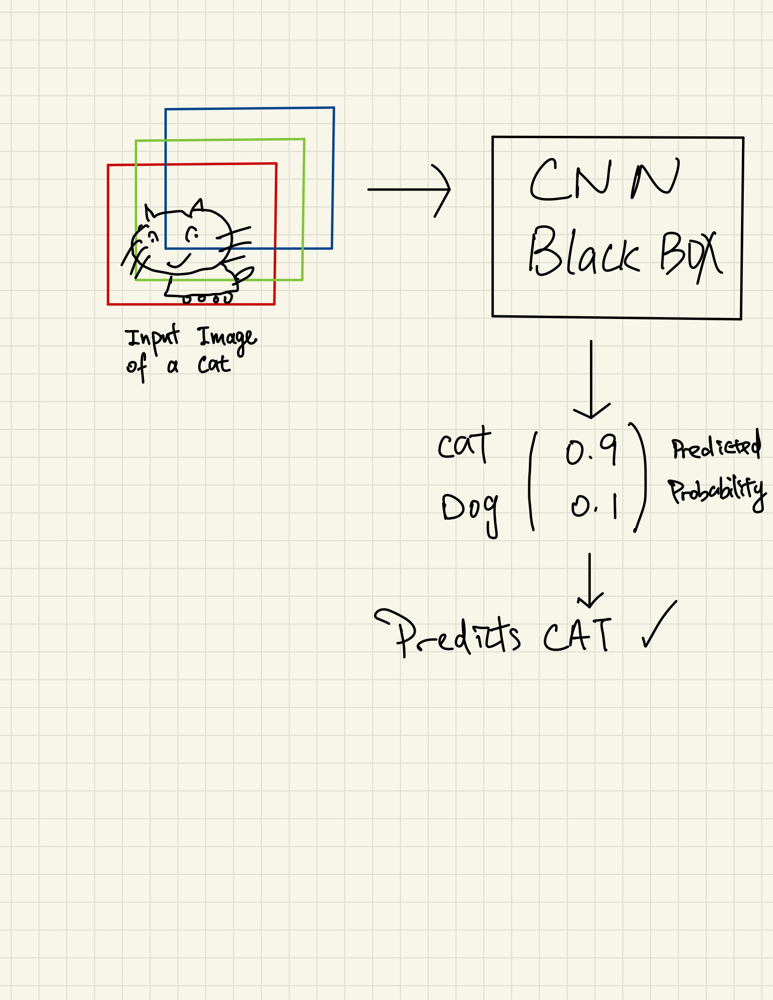 Input Image
of a cat
CNN
Black Box
cat ( 0.9 ) Predicted
Dog ( 0.1 ) Probability
Predicts CAT ✓